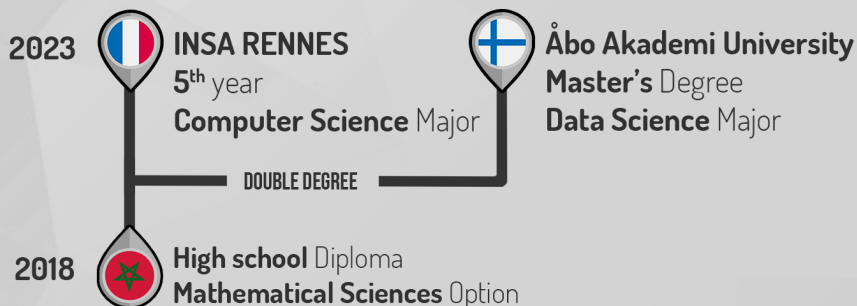 2023
INSA RENNES
5th year
Computer Science Major
Åbo Akademi University
Master's Degree
Data Science Major
DOUBLE DEGREE
2018
High school Diploma
Mathematical Sciences Option